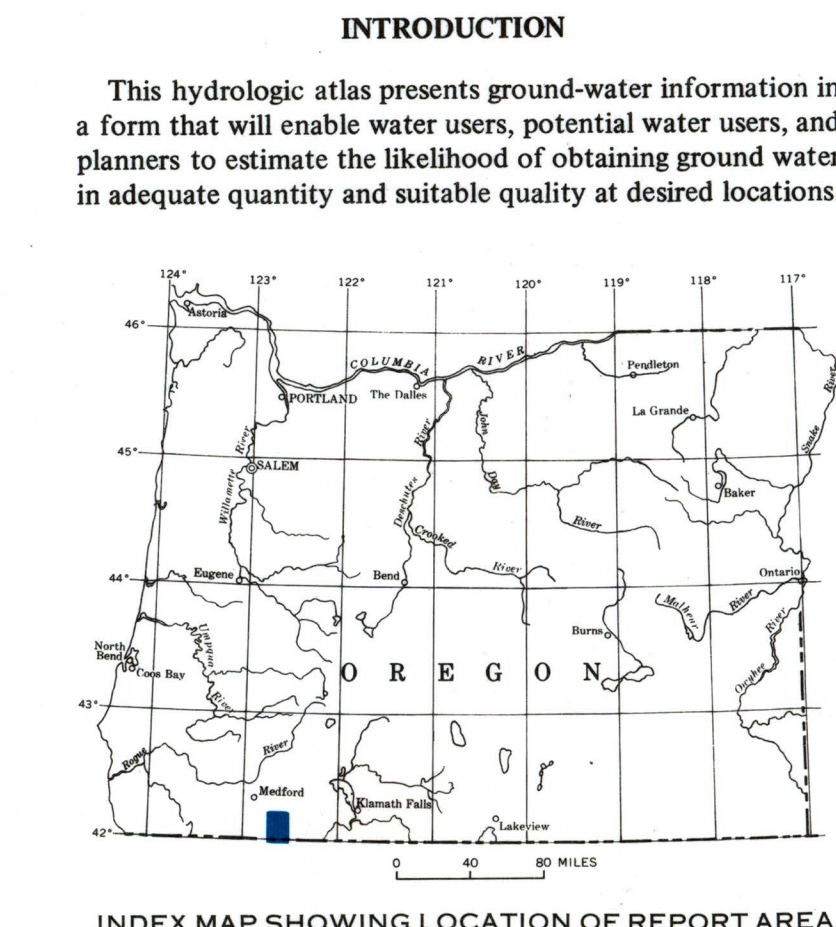 INTRODUCTION
This hydrologic atlas presents ground-water information in
a form that will enable water users, potential water users, and
planners to estimate the likelihood of obtaining ground water
in adequate quantity and suitable quality at desired locations.
124° 123° 122° 121° 120° 119° 118° 117°
Astoria
46°
COLUMBIA RIVER
Pendleton
PORTLAND
The Dalles
La Grande
River
John
River
River
Snake
45°
SALEM
Willamette
Day
Baker
Deschutes
River
Crooked
River
44°
Eugene
Bend
Ontario
Malheur
River
River
Burns
Umpqua
North
Bend
Coos Bay
OREGON
Owyhee
River
43°
Rogue
River
Medford
Klamath Falls
42°
Lakeview
0 40 80 MILES
INDEX MAP SHOWING LOCATION OF REPORT AREA